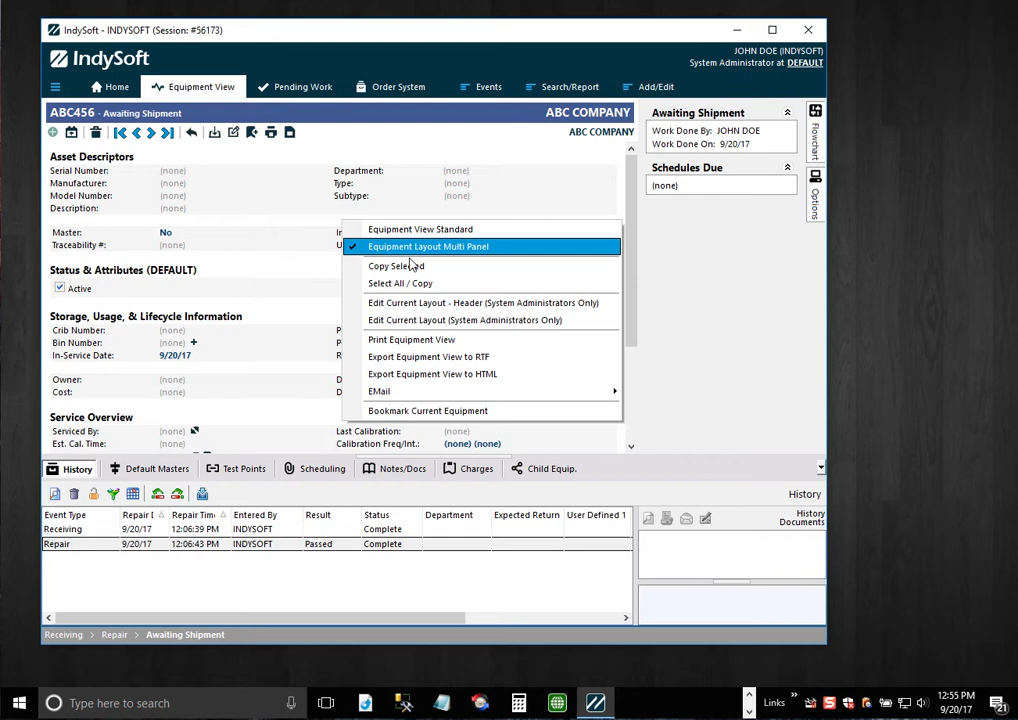 IndySoft - INDYSOFT (Session: #56173)
IndySoft
JOHN DOE (INDYSOFT)
System Administrator at DEFAULT
Home
Equipment View
Pending Work
Order System
Events
Search/Report
Add/Edit
ABC456 - Awaiting Shipment
ABC COMPANY
ABC COMPANY
Asset Descriptors
Serial Number: (none)
Manufacturer: (none)
Model Number: (none)
Description: (none)
Department: (none)
Type: (none)
Subtype: (none)
Master: No
Traceability #: (none)
Status & Attributes (DEFAULT)
Active
Storage, Usage, & Lifecycle Information
Crib Number: (none)
Bin Number: (none)
In-Service Date: 9/20/17
Owner: (none)
Cost: (none)
Service Overview
Serviced By: (none)
Last Calibration: (none)
Est. Cal. Time: (none)
Calibration Freq/Int.: (none) (none)
Equipment View Standard
Equipment Layout Multi Panel
Copy Selected
Select All / Copy
Edit Current Layout - Header (System Administrators Only)
Edit Current Layout (System Administrators Only)
Print Equipment View
Export Equipment View to RTF
Export Equipment View to HTML
EMail
Bookmark Current Equipment
Awaiting Shipment
Work Done By: JOHN DOE
Work Done On: 9/20/17
Schedules Due
(none)
Flowchart
Options
History
Default Masters
Test Points
Scheduling
Notes/Docs
Charges
Child Equip.
History
Event Type Repair Repair Time Entered By Result Status Department Expected Return User Defined 1
Receiving 9/20/17 12:06:39 PM INDYSOFT Complete
Repair 9/20/17 12:06:43 PM INDYSOFT Passed Complete
History
Documents
Receiving > Repair > Awaiting Shipment
Type here to search
Links
12:55 PM
9/20/17
21